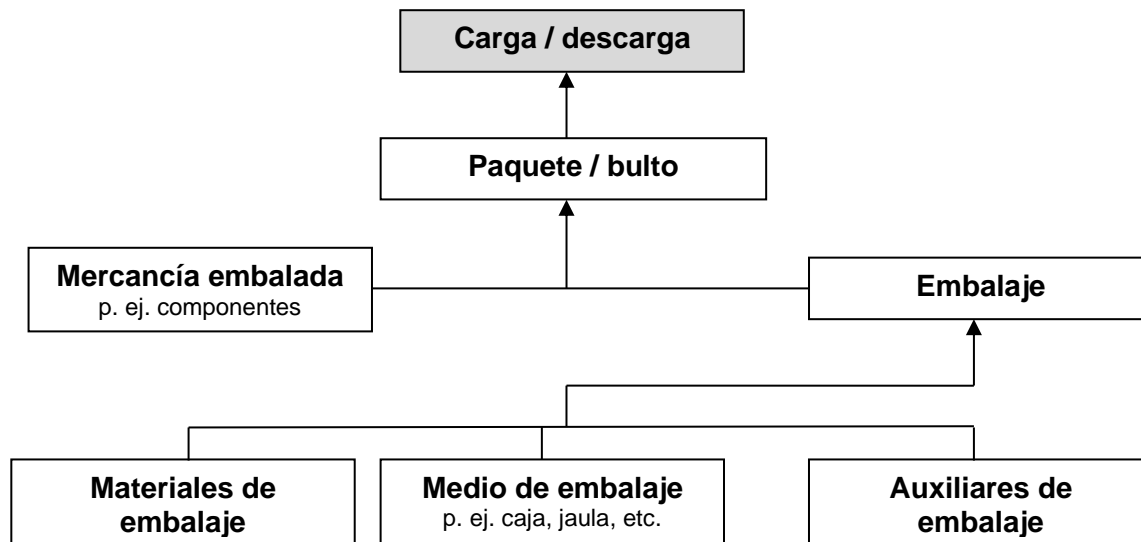 Carga / descarga
Paquete / bulto
Mercancía embalada
p. ej. componentes
Embalaje
Materiales de
embalaje
Medio de embalaje
p. ej. caja, jaula, etc.
Auxiliares de
embalaje